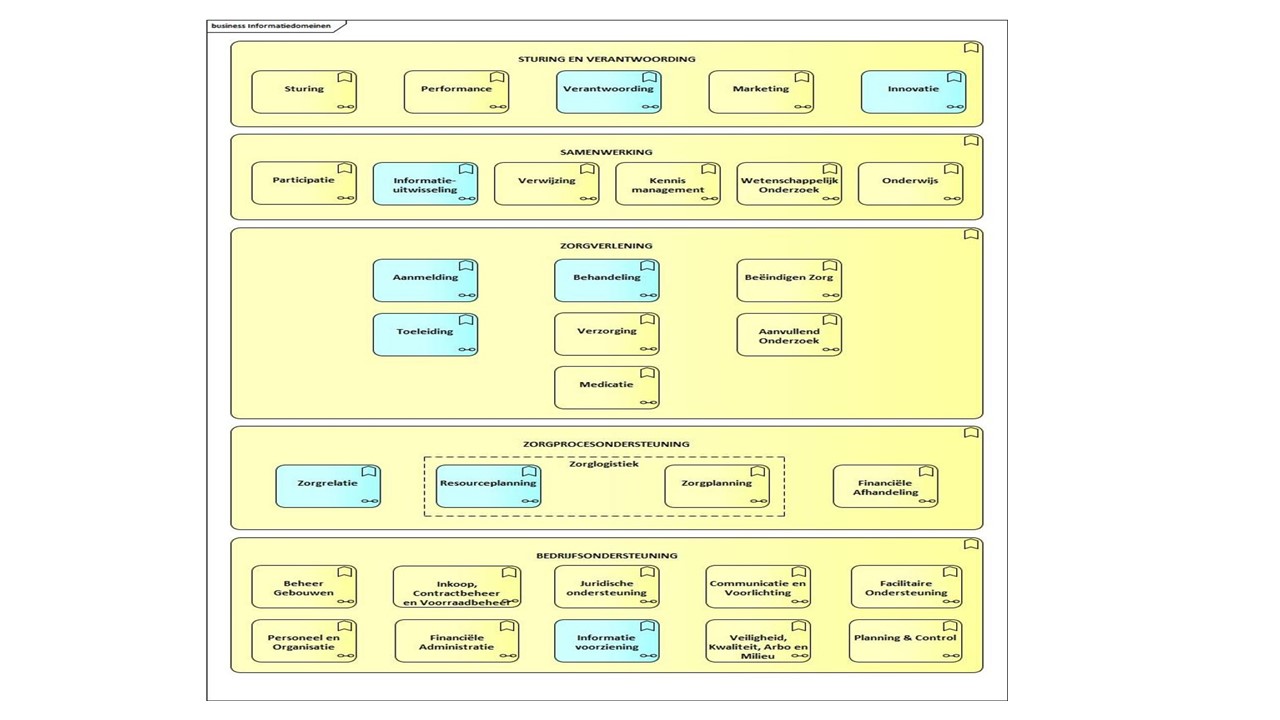 business Informatiedomeinen
STURING EN VERANTWOORDING
Sturing
Performance
Verantwoording
Marketing
Innovatie
SAMENWERKING
Participatie
Informatie-
uitwisseling
Verwijzing
Kennis
management
Wetenschappelijk
Onderzoek
Onderwijs
ZORGVERLENING
Aanmelding
Behandeling
Beëindigen Zorg
Toeleiding
Verzorging
Aanvullend
Onderzoek
Medicatie
ZORGPROCESONDERSTEUNING
Zorglogistiek
Zorgrelatie
Resourceplanning
Zorgplanning
Financiële
Afhandeling
BEDRIJFSONDERSTEUNING
Beheer
Gebouwen
Inkoop,
Contractbeheer
en Voorraadbeheer
Juridische
ondersteuning
Communicatie en
Voorlichting
Facilitaire
Ondersteuning
Personeel en
Organisatie
Financiële
Administratie
Informatie
voorziening
Veiligheid,
Kwaliteit, Arbo en
Milieu
Planning & Control